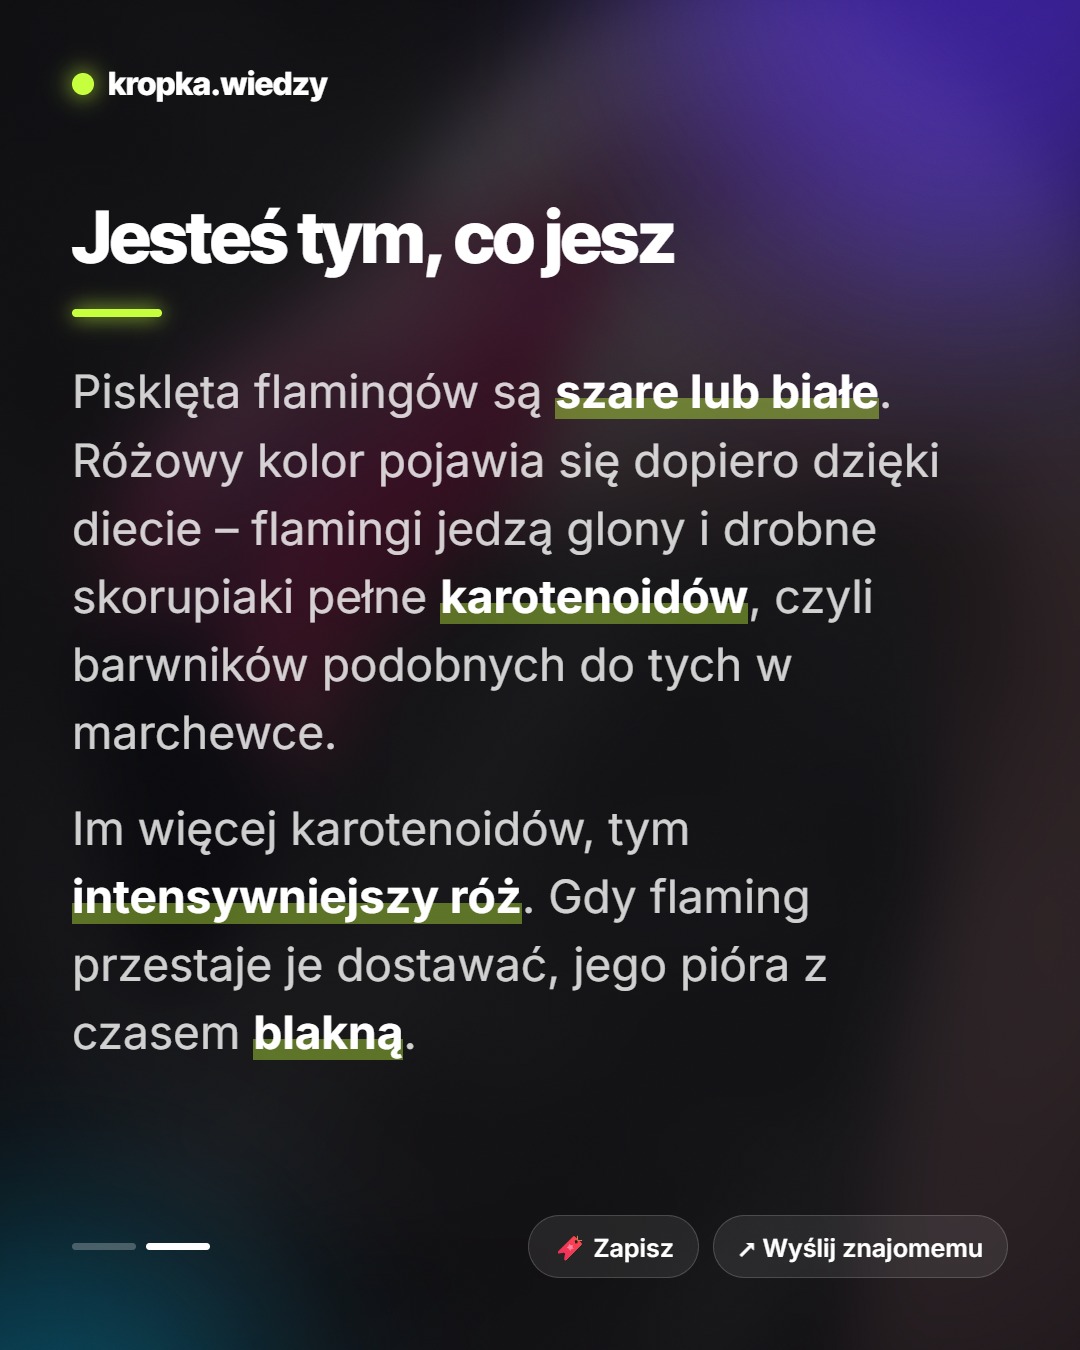 kropka.wiedzy
Jesteś tym, co jesz
Pisklęta flamingów są szare lub białe.
Różowy kolor pojawia się dopiero dzięki
diecie – flamingi jedzą glony i drobne
skorupiaki pełne karotenoidów, czyli
barwników podobnych do tych w
marchewce.
Im więcej karotenoidów, tym
intensywniejszy róż. Gdy flaming
przestaje je dostawać, jego pióra z
czasem blakną.
Zapisz
↗ Wyślij znajomemu